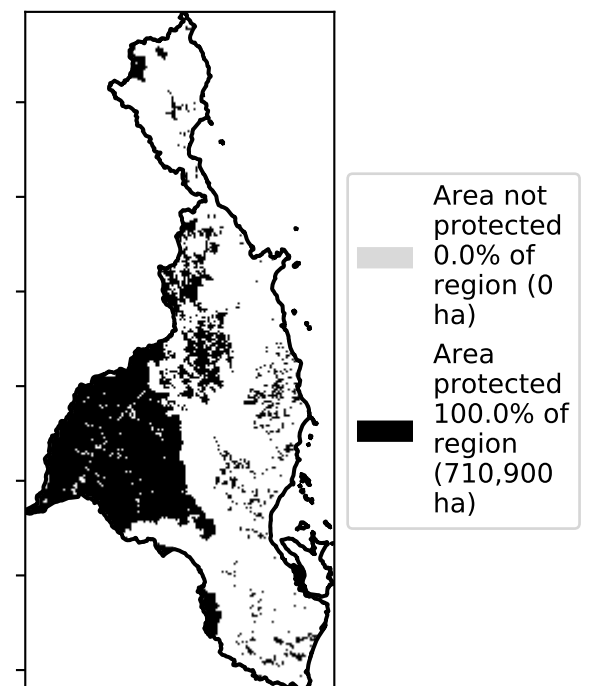 Area not
protected
0.0% of
region (0
ha)
Area
protected
100.0% of
region
(710,900
ha)